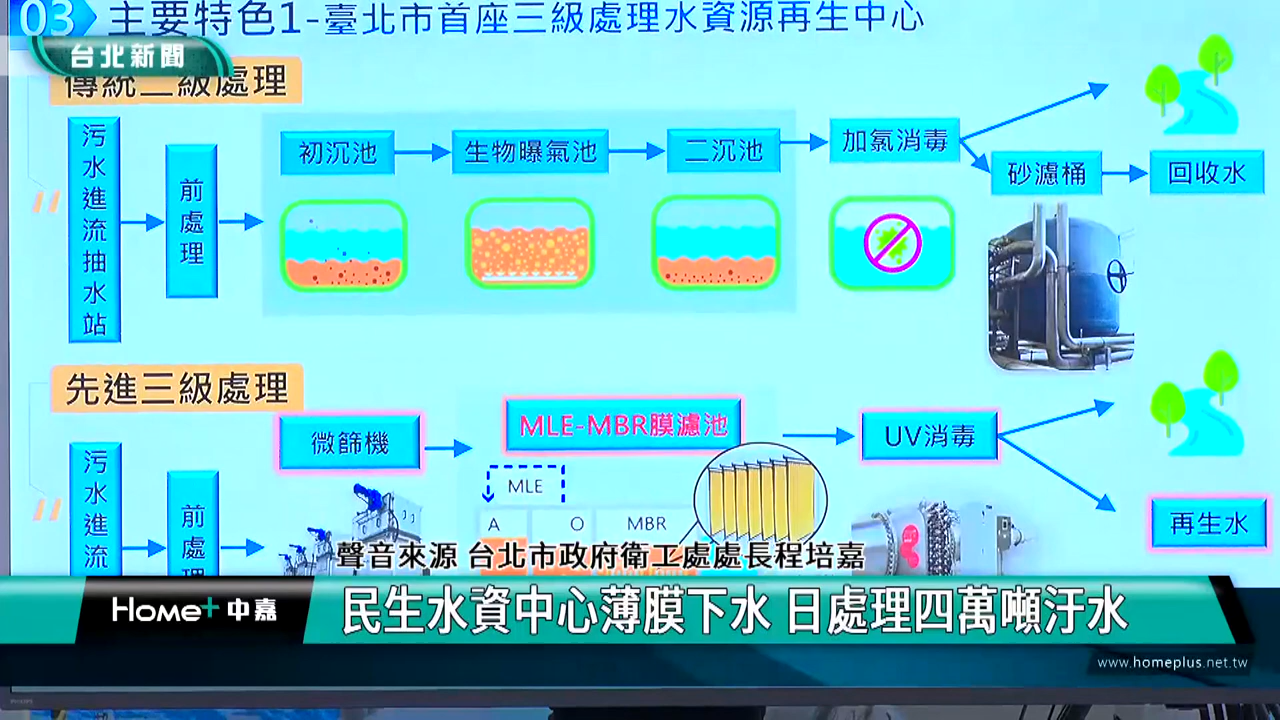 03
主要特色1-臺北市首座三級處理水資源再生中心
台北新聞
傳統二級處理
污水進流抽水站
前處理
初沉池
生物曝氣池
二沉池
加氯消毒
砂濾桶
回收水
先進三級處理
污水進流
前處理
微篩機
MLE-MBR膜濾池
MLE
A
O
MBR
UV消毒
再生水
聲音來源 台北市政府衛工處處長程培嘉
Home+ 中嘉
民生水資中心薄膜下水 日處理四萬噸汙水
www.homeplus.net.tw